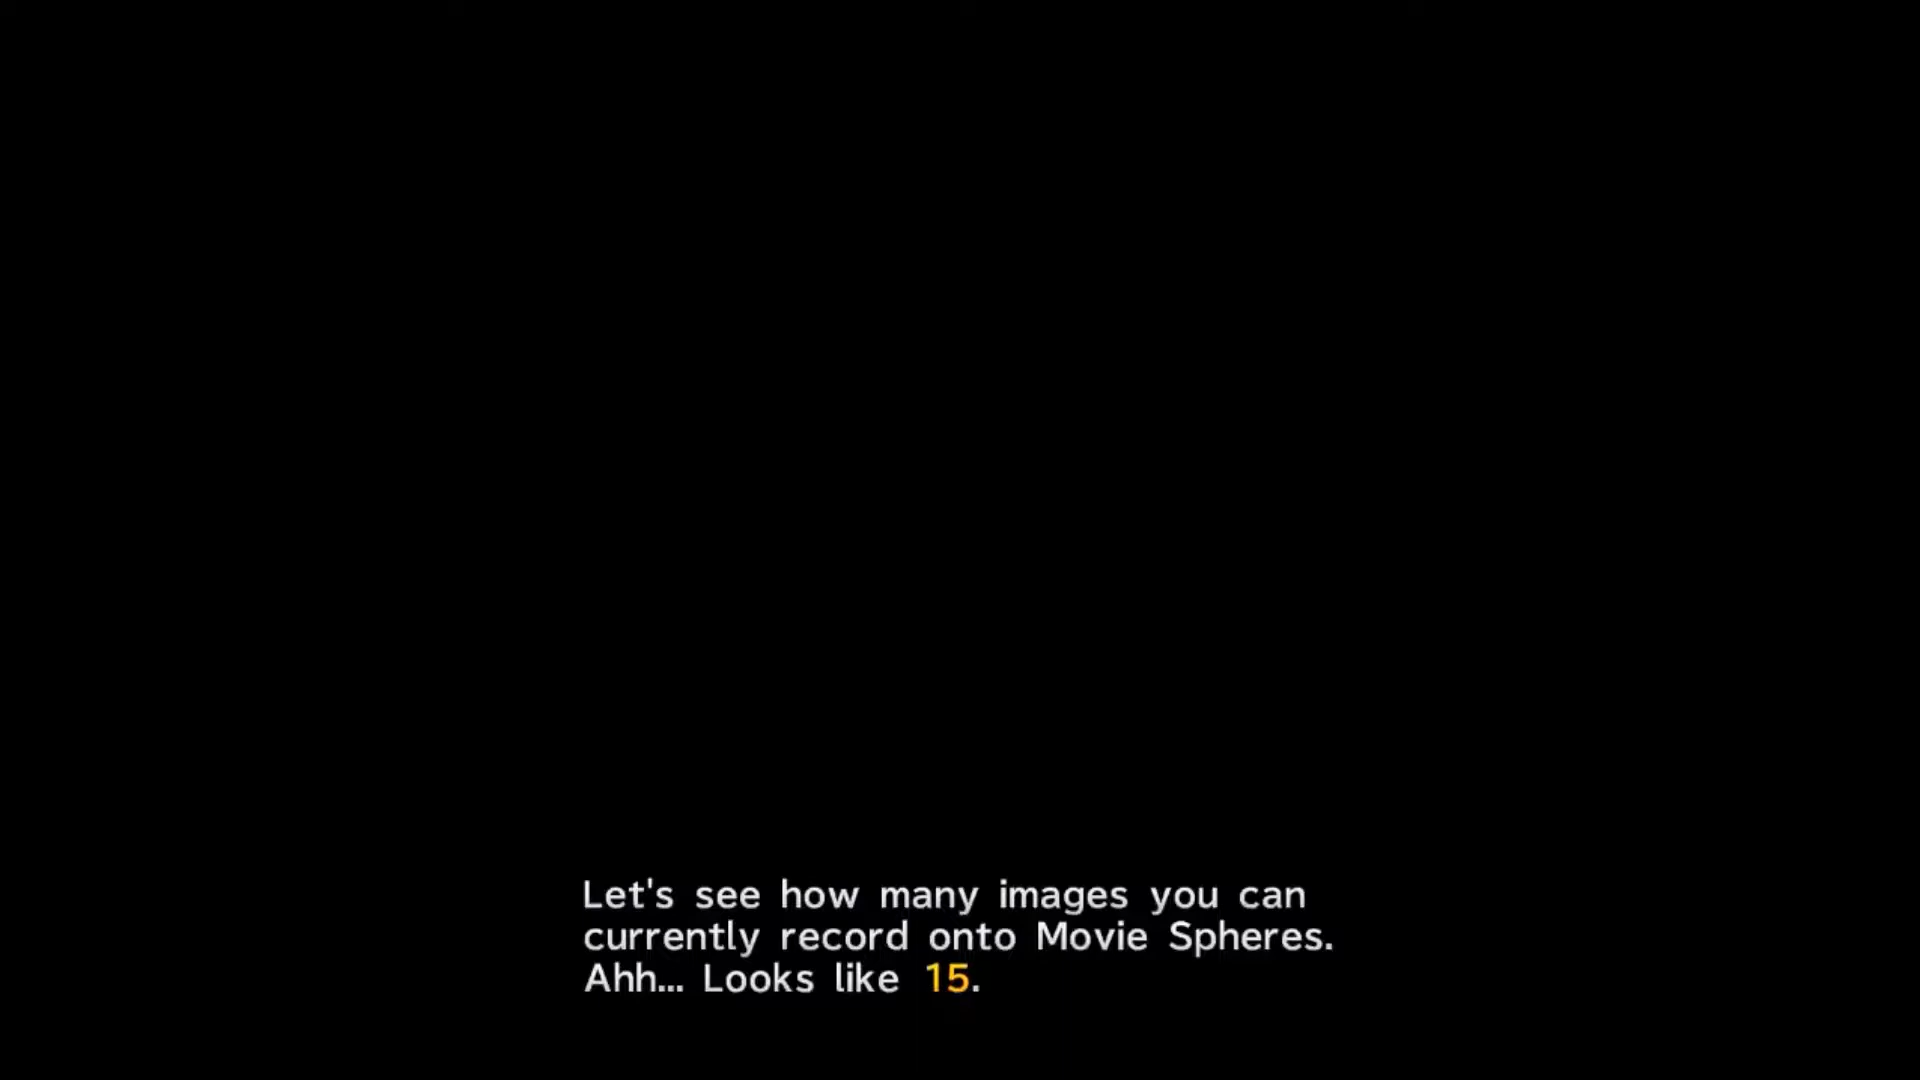 Let's see how many images you can
currently record onto Movie Spheres.
Ahh... Looks like 15.